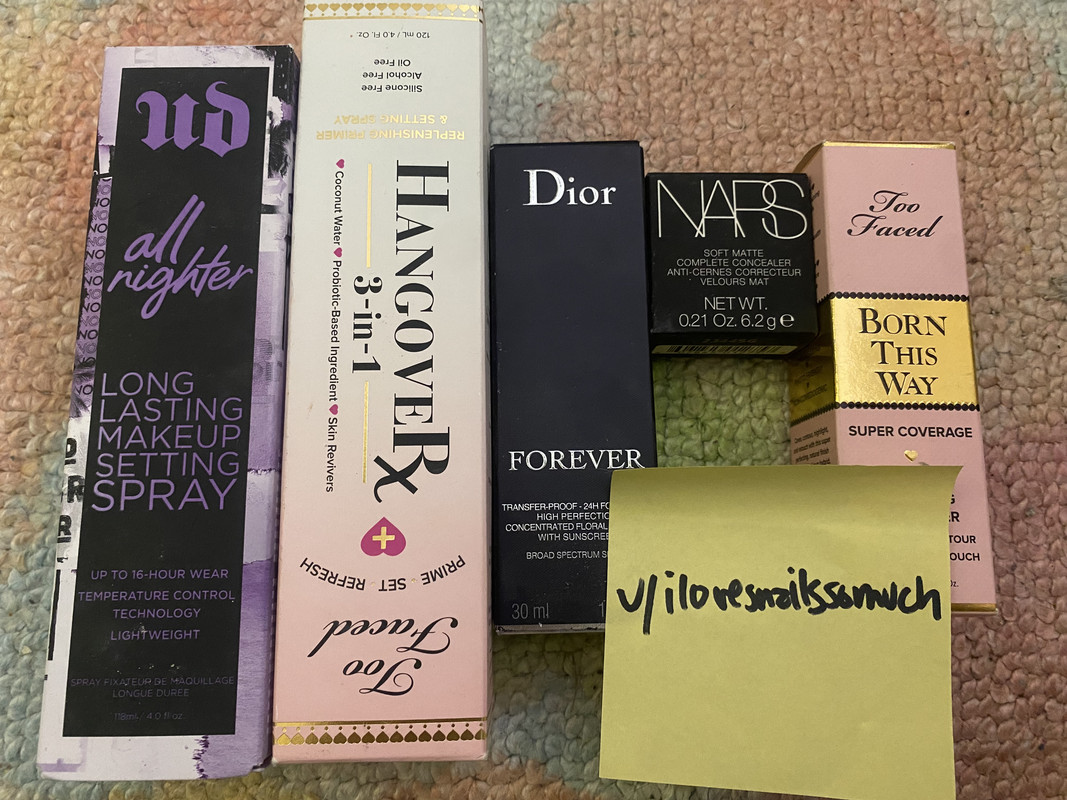 ud
all
nighter
LONG
LASTING
MAKEUP
SETTING
SPRAY
UP TO 16-HOUR WEAR
TEMPERATURE CONTROL
TECHNOLOGY
LIGHTWEIGHT
SPRAY FIXATEUR DE MAQUILLAGE
LONGUE DURÉE
118ml / 4.0 fl oz.
Too
Faced
PRIME - SET - REFRESH
HANGOVER RX
3-in-1
Coconut Water Probiotic-Based Ingredient Skin Revivers
REPLENISHING PRIMER
& SETTING SPRAY
Silicone Free
Alcohol Free
Oil Free
120 mL / 4.0 Fl. Oz.
Dior
FOREVER
TRANSFER-PROOF - 24H
HIGH
CONCENTRATED FLORAL
WITH
BROAD SPECTRUM
30 ml
NARS
SOFT MATTE
COMPLETE CONCEALER
ANTI-CERNES CORRECTEUR
VELOURS MAT
NET WT.
0.21 Oz. 6.2 g e
Too
Faced
BORN
THIS
WAY
SUPER COVERAGE
u/ilovesnailssomuch